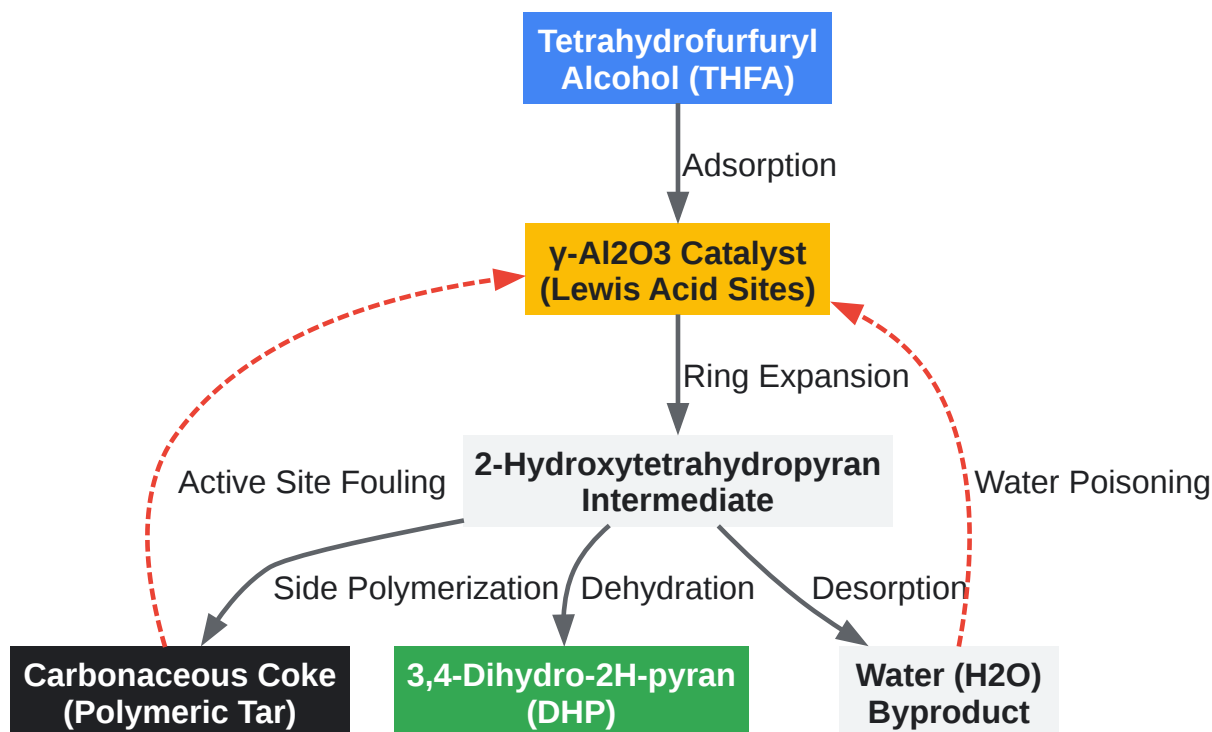 Tetrahydrofurfuryl
Alcohol (THFA)
Adsorption
γ-Al2O3 Catalyst
(Lewis Acid Sites)
Ring Expansion
2-Hydroxytetrahydropyran
Intermediate
Active Site Fouling
Water Poisoning
Side Polymerization
Dehydration
Desorption
Carbonaceous Coke
(Polymeric Tar)
3,4-Dihydro-2H-pyran
(DHP)
Water (H2O)
Byproduct